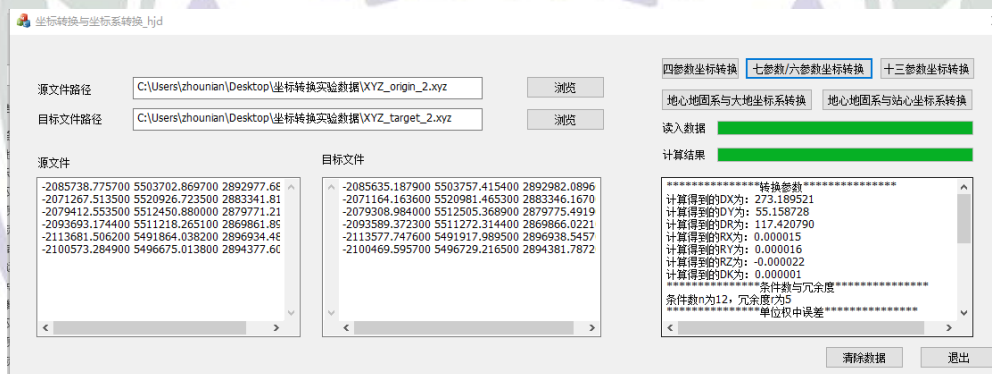 坐标转换与坐标系转换_hjd
四参数坐标转换 七参数/六参数坐标转换 十三参数坐标转换
源文件路径 C:\Users\zhounian\Desktop\坐标转换实验数据\XYZ_origin_2.xyz 浏览
地心地固系与大地坐标系转换 地心地固系与站心坐标系转换
目标文件路径 C:\Users\zhounian\Desktop\坐标转换实验数据\XYZ_target_2.xyz 浏览
读入数据
计算结果
源文件
-2085738.775700 5503702.869700 2892977.68
-2071267.513500 5520926.723500 2883341.81
-2079412.553500 5512450.880000 2879771.21
-2093693.174400 5511218.265100 2869861.89
-2113681.506200 5491864.038200 2896934.48
-2100573.284900 5496675.013800 2894377.60
目标文件
-2085635.187900 5503757.415400 2892982.0896
-2071164.163600 5520981.465300 2883346.1670
-2079308.984000 5512505.368900 2879775.4919
-2093589.372300 5511272.314400 2869866.0221
-2113577.747600 5491917.989500 2896938.5457
-2100469.595700 5496729.216500 2894381.7872
***************转换参数***************
计算得到的DX为: 273.189521
计算得到的DY为: 55.158728
计算得到的DR为: 117.420790
计算得到的RX为: 0.000015
计算得到的RY为: 0.000016
计算得到的RZ为: -0.000022
计算得到的DK为: 0.000001
***************条件数与冗余度***************
条件数n为12，冗余度r为5
***************单位权中误差***************
清除数据 退出